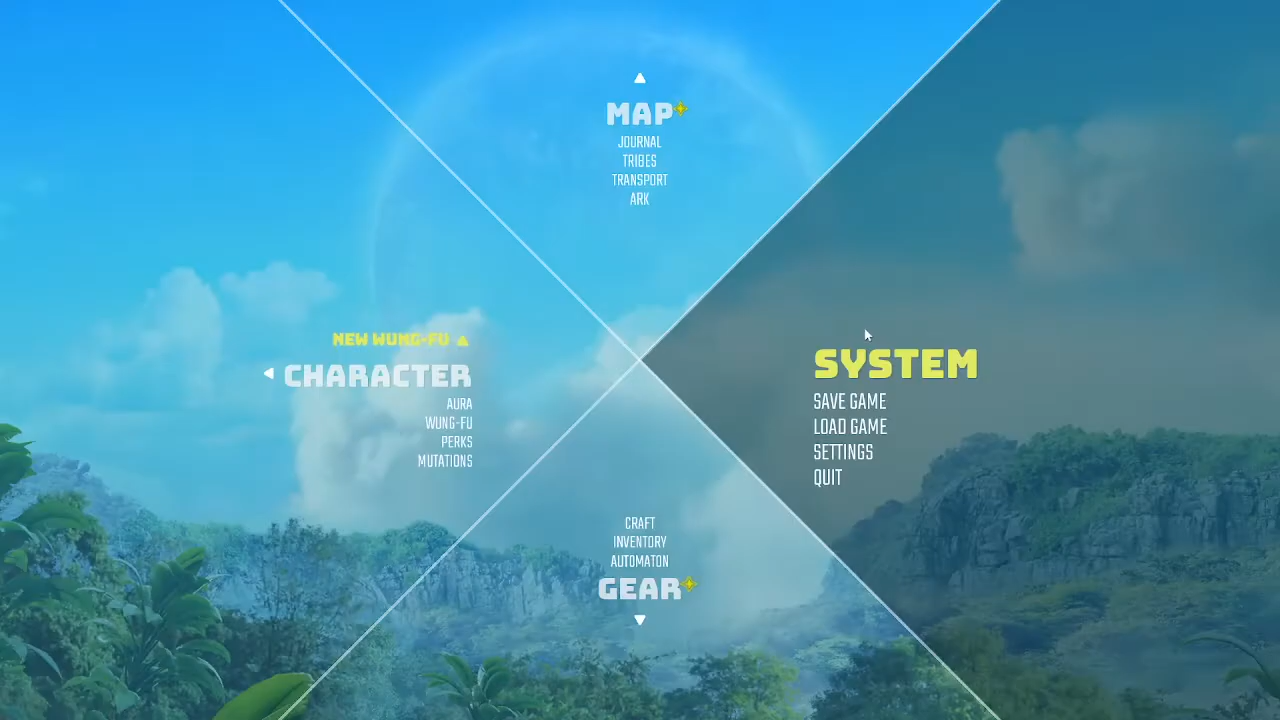 MAP
JOURNAL
TRIBES
TRANSPORT
ARK
NEW WUNG-FU
CHARACTER
AURA
WUNG-FU
PERKS
MUTATIONS
SYSTEM
SAVE GAME
LOAD GAME
SETTINGS
QUIT
CRAFT
INVENTORY
AUTOMATON
GEAR